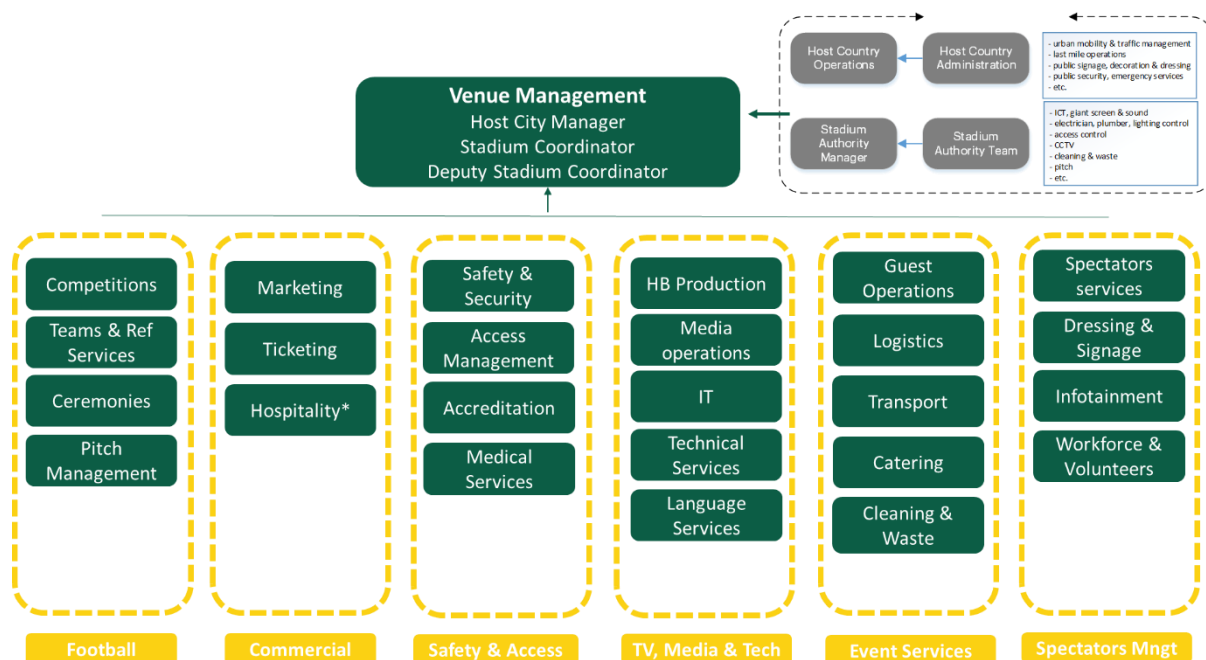 Venue Management
Host City Manager
Stadium Coordinator
Deputy Stadium Coordinator
Host Country
Operations
Host Country
Administration
- urban mobility & traffic management
- last mile operations
- public signage, decoration & dressing
- public security, emergency services
- etc.
Stadium
Authority
Manager
Stadium
Authority Team
- ICT, giant screen & sound
- electrician, plumber, lighting control
- access control
- CCTV
- cleaning & waste
- pitch
- etc.
Competitions
Teams & Ref
Services
Ceremonies
Pitch
Management
Football
Marketing
Ticketing
Hospitality*
Commercial
Safety &
Security
Access
Management
Accreditation
Medical
Services
Safety & Access
HB Production
Media
operations
IT
Technical
Services
Language
Services
TV, Media & Tech
Guest
Operations
Logistics
Transport
Catering
Cleaning &
Waste
Event Services
Spectators
services
Dressing &
Signage
Infotainment
Workforce &
Volunteers
Spectators Mngt